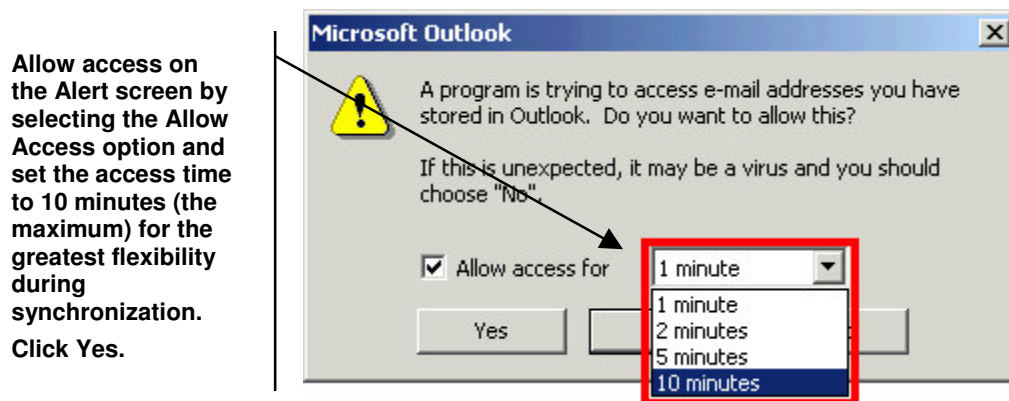 Allow access on
the Alert screen by
selecting the Allow
Access option and
set the access time
to 10 minutes (the
maximum) for the
greatest flexibility
during
synchronization.
Click Yes.
Microsoft Outlook
A program is trying to access e-mail addresses you have
stored in Outlook. Do you want to allow this?
If this is unexpected, it may be a virus and you should
choose "No".
Allow access for
1 minute
Yes
1 minute
2 minutes
5 minutes
10 minutes